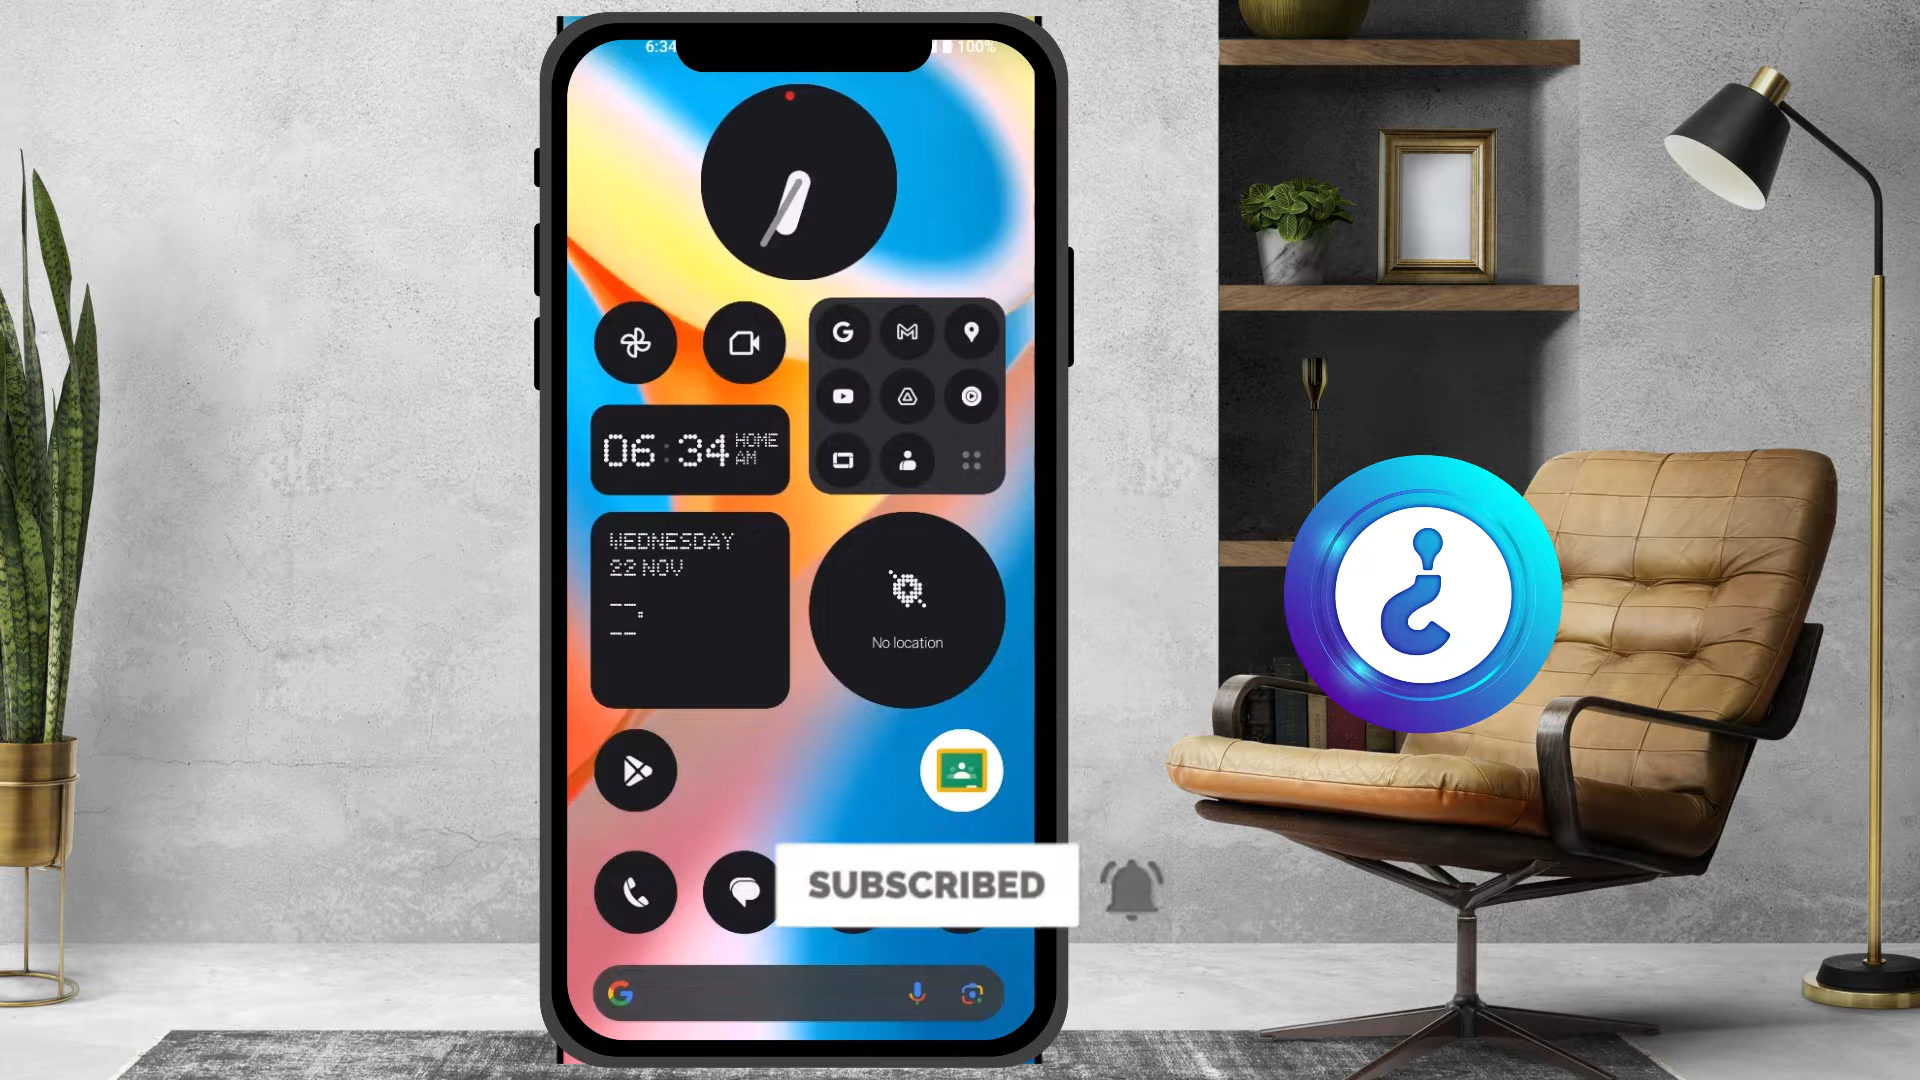 6:34
100%
06:34
HOME
AM
WEDNESDAY
22 NOV
No location
SUBSCRIBED